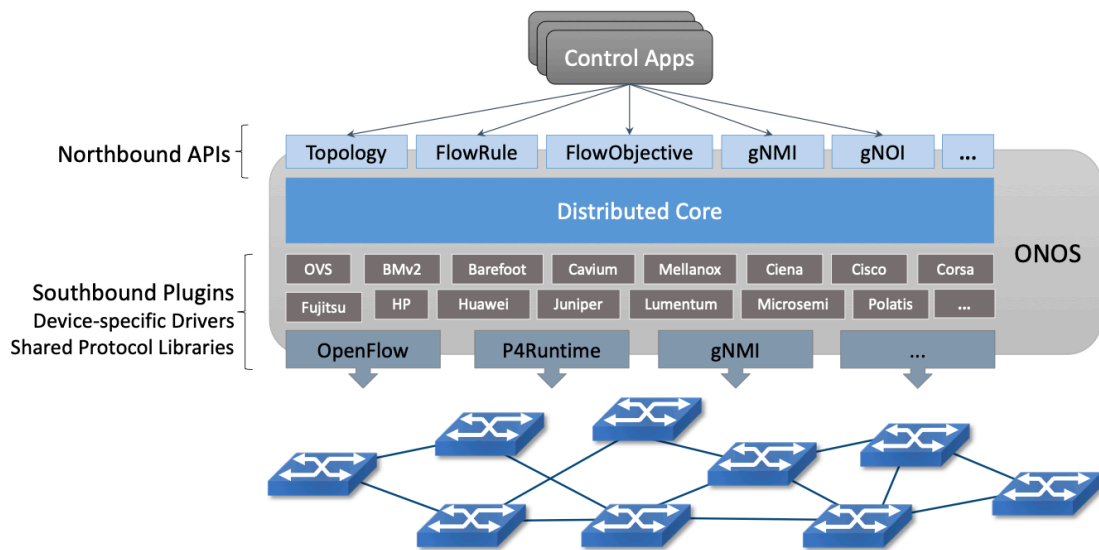 Control Apps
Northbound APIs
Topology
FlowRule
FlowObjective
gNMI
gNOI
...
Distributed Core
ONOS
OVS
BMv2
Barefoot
Cavium
Mellanox
Ciena
Cisco
Corsa
Southbound Plugins
Device-specific Drivers
Shared Protocol Libraries
Fujitsu
HP
Huawei
Juniper
Lumentum
Microsemi
Polatis
...
OpenFlow
P4Runtime
gNMI
...